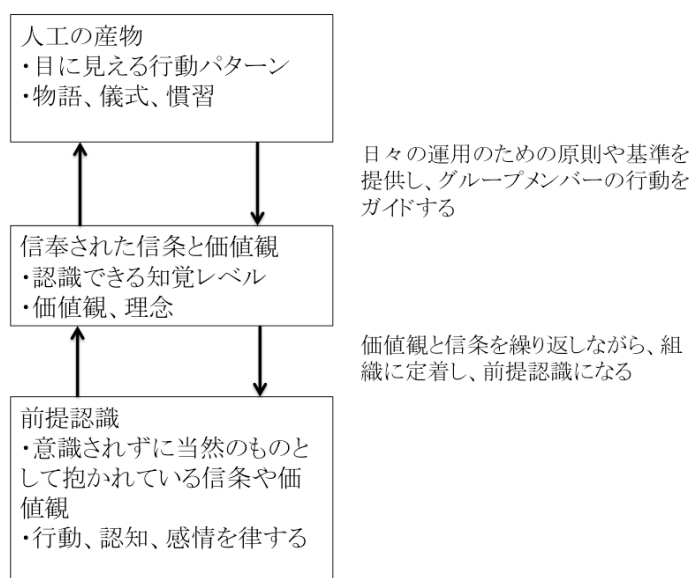 人工の産物
・目に見える行動パターン
・物語、儀式、慣習
日々の運用のための原則や基準を
提供し、グループメンバーの行動を
ガイドする
信奉された信条と価値観
・認識できる知覚レベル
・価値観、理念
価値観と信条を繰り返しながら、組
織に定着し、前提認識になる
前提認識
・意識されずに当然のものと
して抱かれている信条や価
値観
・行動、認知、感情を律する